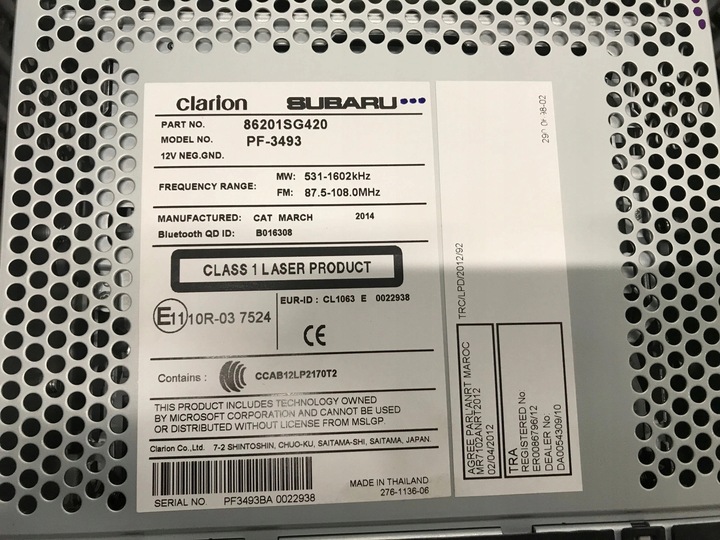 clarion SUBARU
PART NO. 86201SG420
MODEL NO. PF-3493
12V NEG.GND.
FREQUENCY RANGE: MW: 531-1602kHz
FM: 87.5-108.0MHz
MANUFACTURED: CAT MARCH 2014
Bluetooth QD ID: B016308
CLASS 1 LASER PRODUCT
E11 10R-03 7524
EUR-ID : CL1063 E 0022938
CE
Contains : CCAB12LP2170T2
THIS PRODUCT INCLUDES TECHNOLOGY OWNED
BY MICROSOFT CORPORATION AND CANNOT BE USED
OR DISTRIBUTED WITHOUT LICENSE FROM MSLGP.
Clarion Co.,Ltd. 7-2 SHINTOSHIN, CHUO-KU, SAITAMA-SHI, SAITAMA, JAPAN
MADE IN THAILAND
276-1136-06
SERIAL NO. PF3493BA 0022938
TRC/LPD/2012/92
AGREE PAR L'ANRT MAROC
MR7102ANRT2012
02/04/2012
TRA
REGISTERED No
ER0086796/12
DEALER No
DA0054309/10